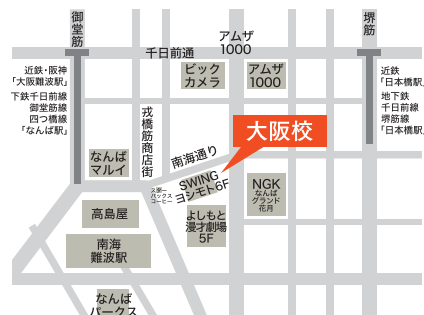 御堂筋
堺筋
アムザ
1000
千日前通
近鉄・阪神
「大阪難波駅」
地下鉄千日前線
御堂筋線
四つ橋線
「なんば駅」
ビック
カメラ
アムザ
1000
近鉄
「日本橋駅」
地下鉄
千日前線
堺筋線
「日本橋駅」
戎橋筋商店街
大阪校
なんば
マルイ
南海通り
SWING
ヨシモト6F
NGK
なんば
グランド
花月
高島屋
よしもと
漫才劇場
5F
南海
難波駅
なんば
パークス